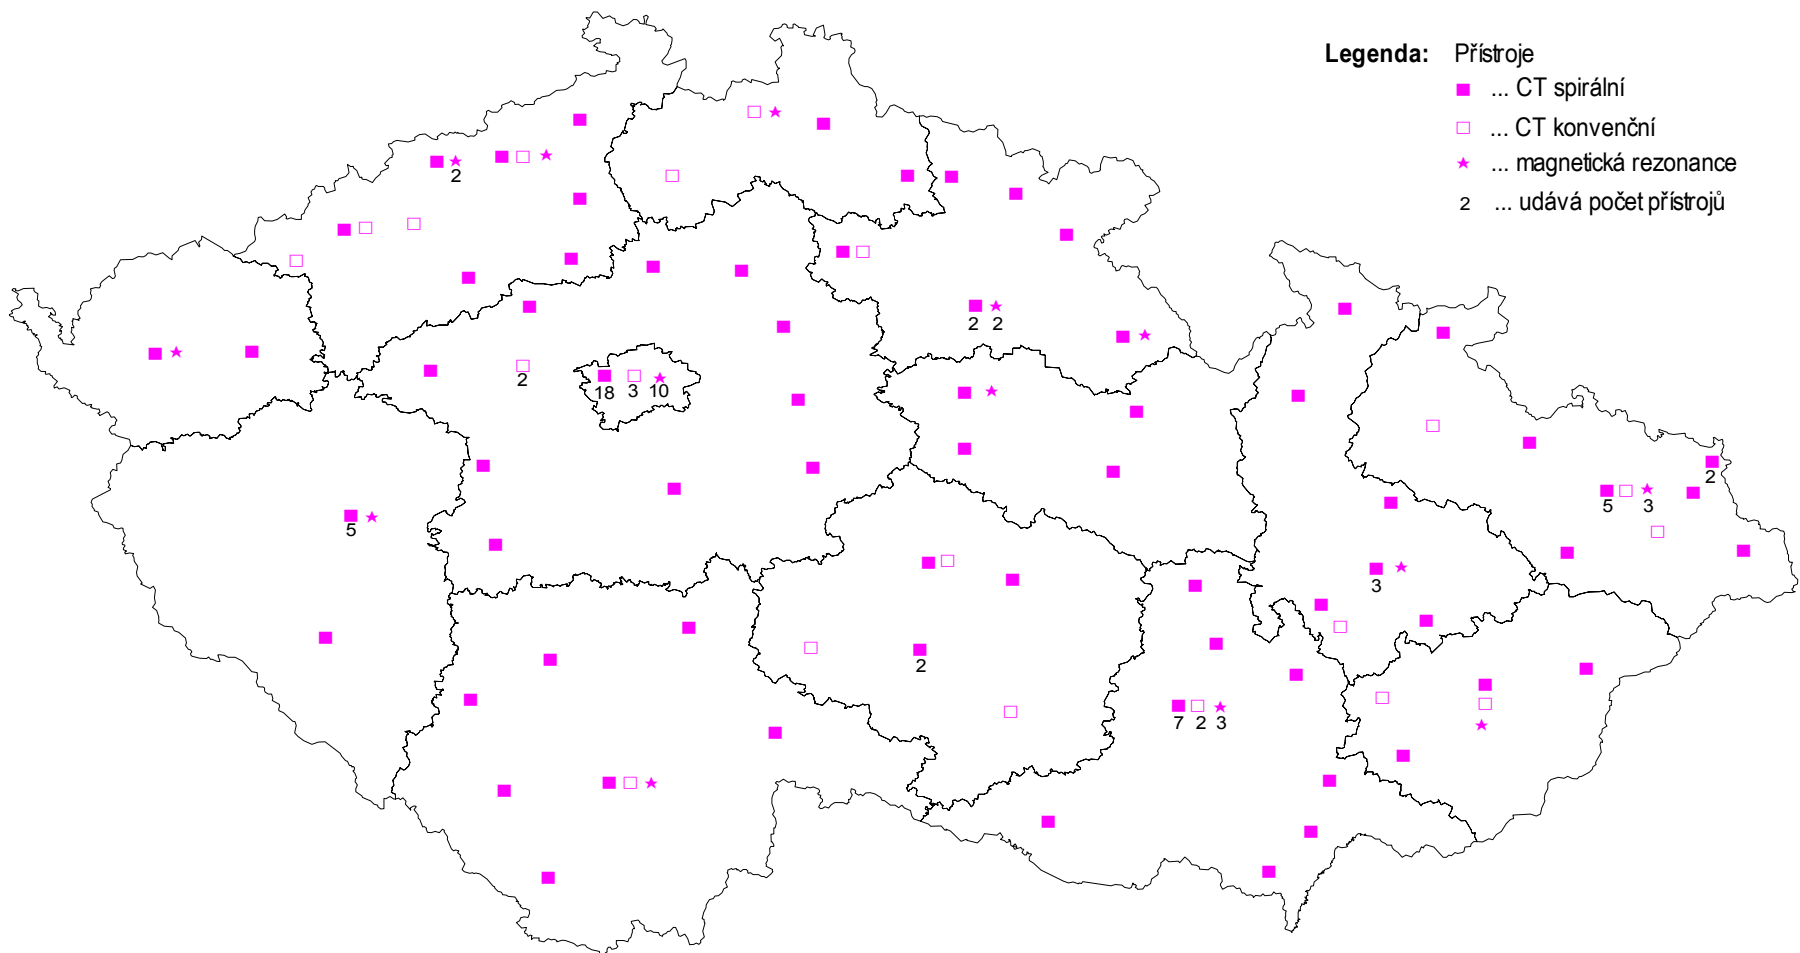 Legenda: Přístroje
... CT spirální
... CT konvenční
... magnetická rezonance
2 ... udává počet přístrojů
2
2 2
2
18 3 10
2
5 3
5
3
2
7 2 3